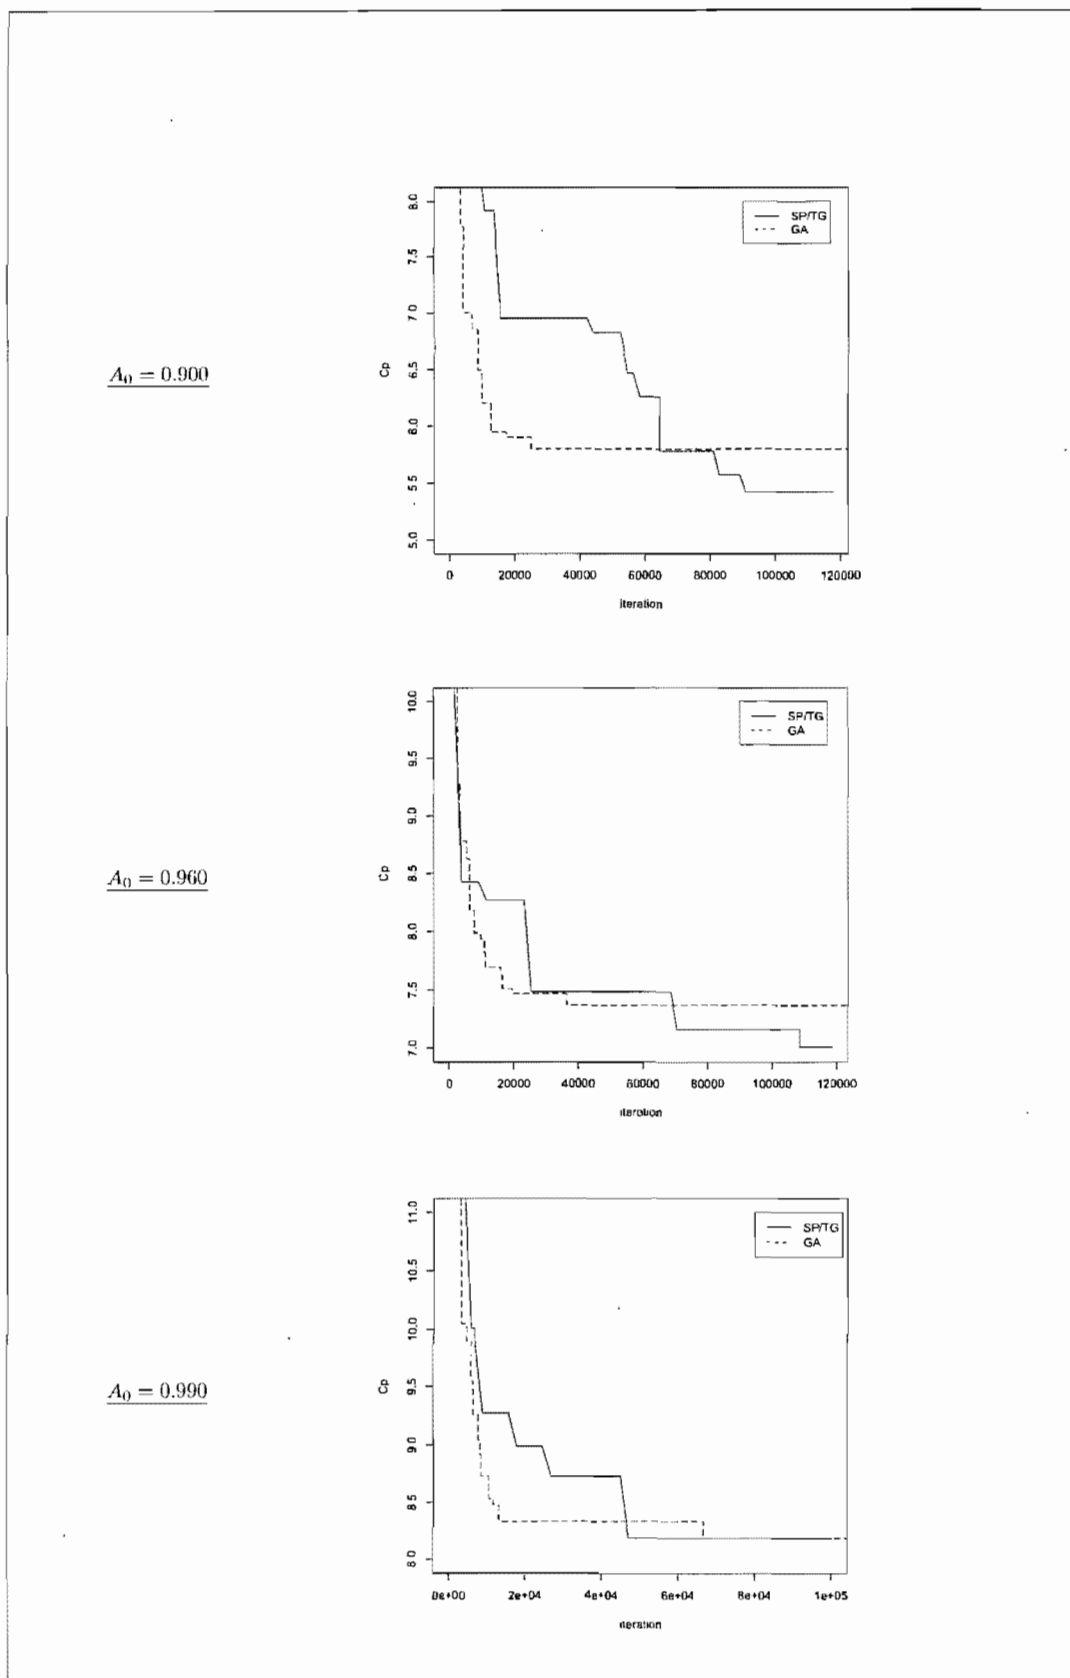 8.0
7.5
7.0
6.5
6.0
5.5
5.0
Cp
SP/TG
GA
A₀ = 0.900
0 20000 40000 60000 80000 100000 120000
iteration
10.0
9.5
9.0
8.5
8.0
7.5
7.0
Cp
SP/TG
GA
A₀ = 0.960
0 20000 40000 60000 80000 100000 120000
iteration
11.0
10.5
10.0
9.5
9.0
8.5
8.0
Cp
SP/TG
GA
A₀ = 0.990
0e+00 2e+04 4e+04 6e+04 8e+04 1e+05
iteration